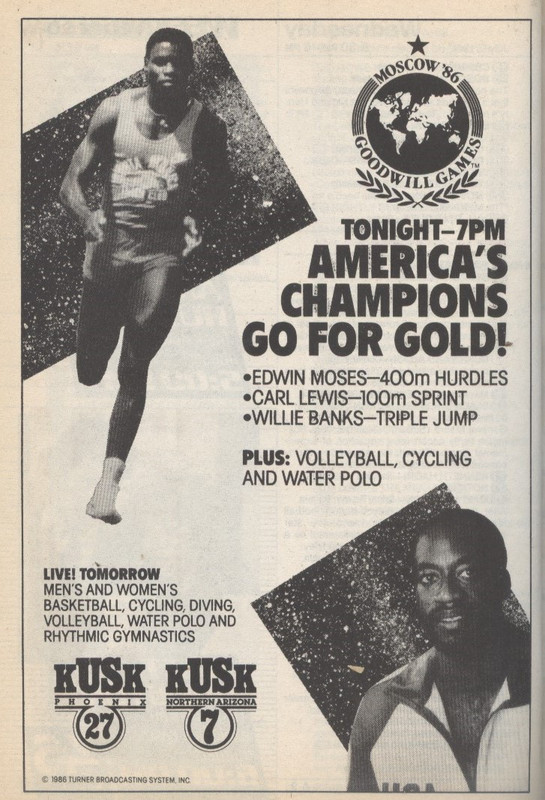 MOSCOW '86
GOODWILL GAMES
TM
TONIGHT–7PM
AMERICA'S
CHAMPIONS
GO FOR GOLD!
•EDWIN MOSES—400m HURDLES
•CARL LEWIS—100m SPRINT
•WILLIE BANKS—TRIPLE JUMP
PLUS: VOLLEYBALL, CYCLING
AND WATER POLO
LIVE! TOMORROW
MEN'S AND WOMEN'S
BASKETBALL, CYCLING, DIVING,
VOLLEYBALL, WATER POLO AND
RHYTHMIC GYMNASTICS
KUSK KUSK
PHOENIX NORTHERN ARIZONA
27 7
© 1986 TURNER BROADCASTING SYSTEM, INC.